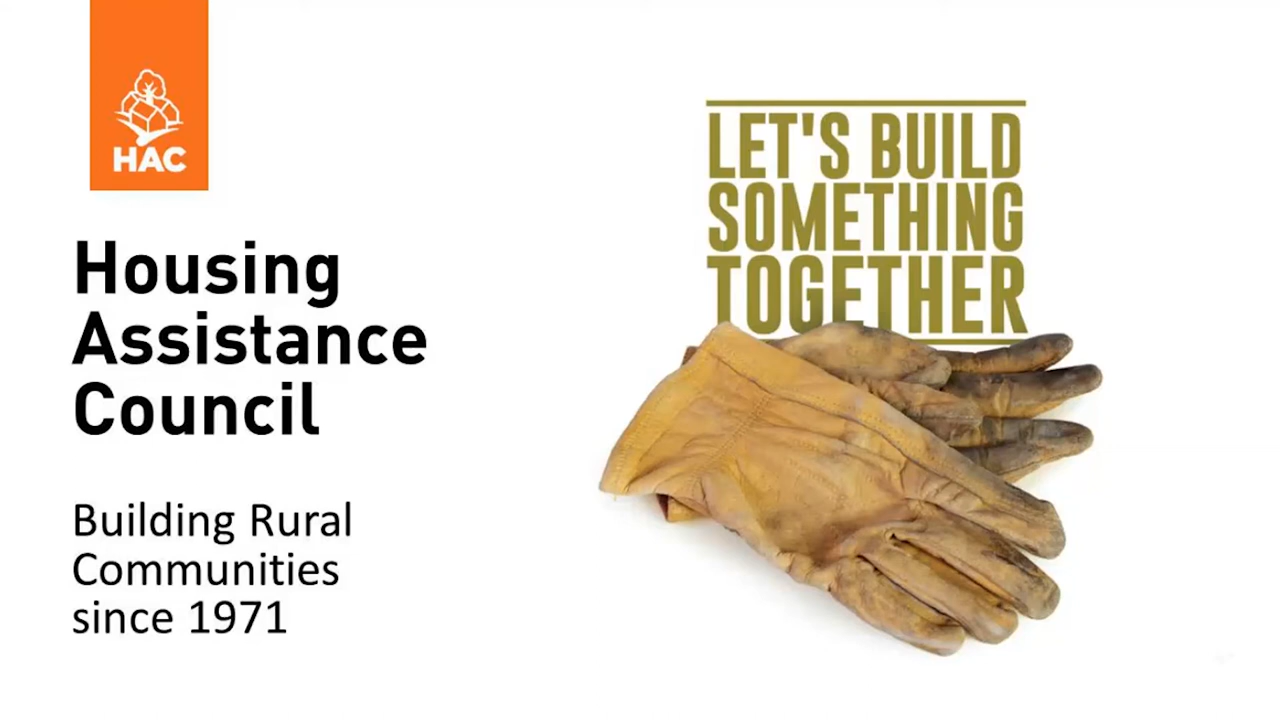 HAC
Housing
Assistance
Council
Building Rural
Communities
since 1971
LET'S BUILD
SOMETHING
TOGETHER